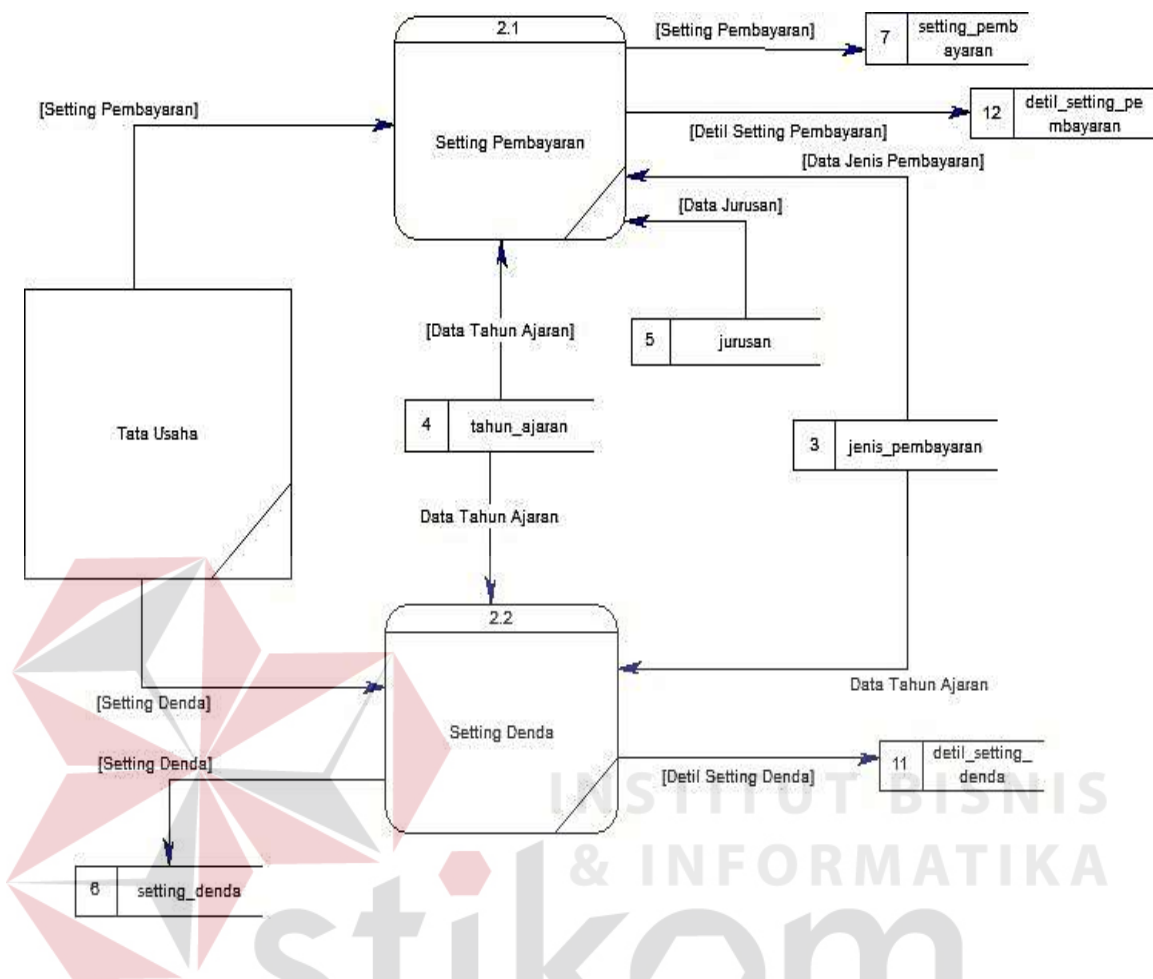 2.1
[Setting Pembayaran]
7
setting_pemb
ayaran
[Setting Pembayaran]
Setting Pembayaran
12
detil_setting_pe
mbayaran
[Detil Setting Pembayaran]
[Data Jenis Pembayaran]
[Data Jurusan]
[Data Tahun Ajaran]
5
jurusan
Tata Usaha
4
tahun_ajaran
3
jenis_pembayaran
Data Tahun Ajaran
2.2
Data Tahun Ajaran
[Setting Denda]
Setting Denda
[Setting Denda]
[Detil Setting Denda]
11
detil_setting_
denda
6
setting_denda
INSTITUT BISNIS
& INFORMATIKA
stikom